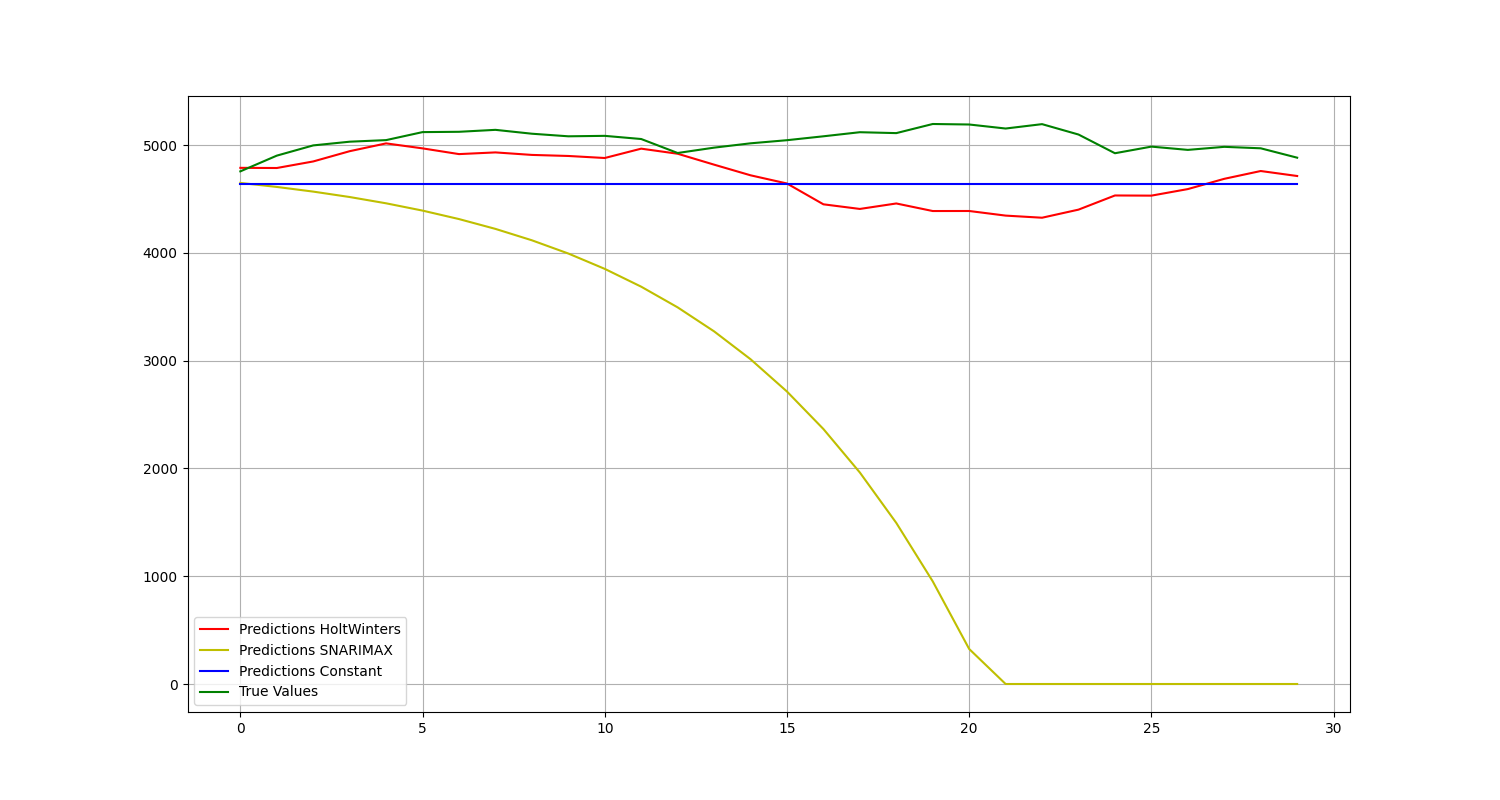 5000
4000
3000
2000
1000
0
Predictions HoltWinters
Predictions SNARIMAX
Predictions Constant
True Values
0 5 10 15 20 25 30